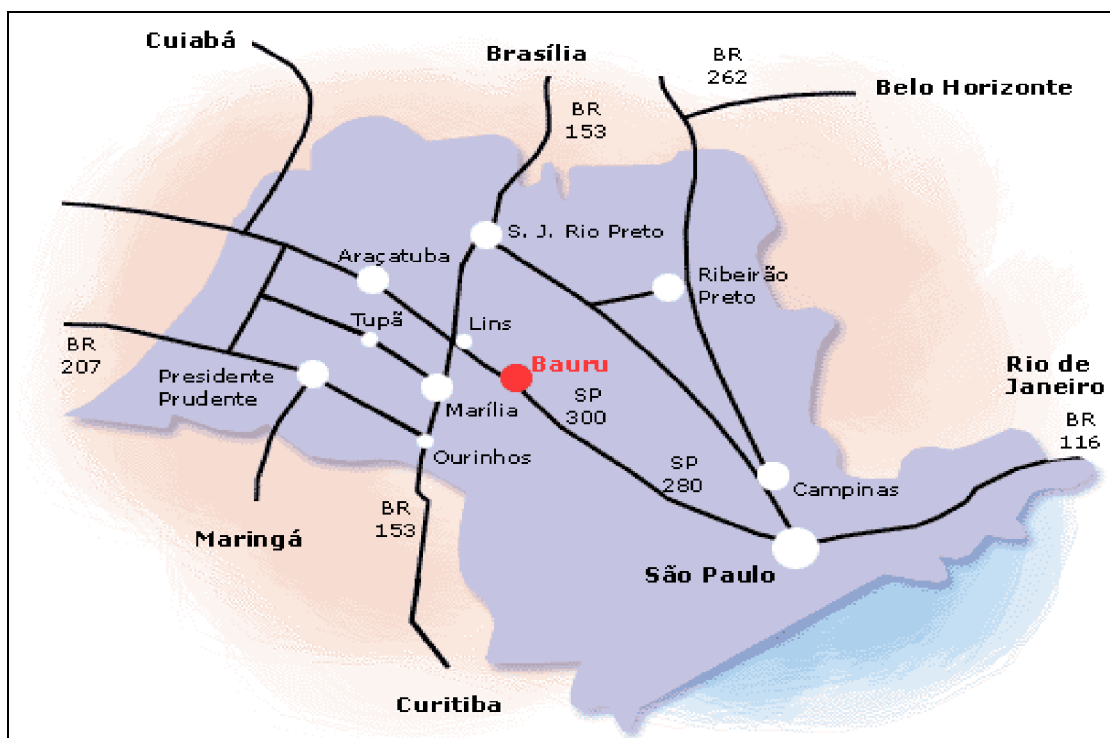 Cuiabá
Brasília
BR
262
Belo Horizonte
BR
153
S. J. Rio Preto
Araçatuba
Ribeirão
Preto
Tupã
Lins
BR
207
Bauru
Rio de
Janeiro
Presidente
Prudente
SP
300
Marília
BR
116
Ourinhos
SP
280
Campinas
BR
153
Maringá
São Paulo
Curitiba